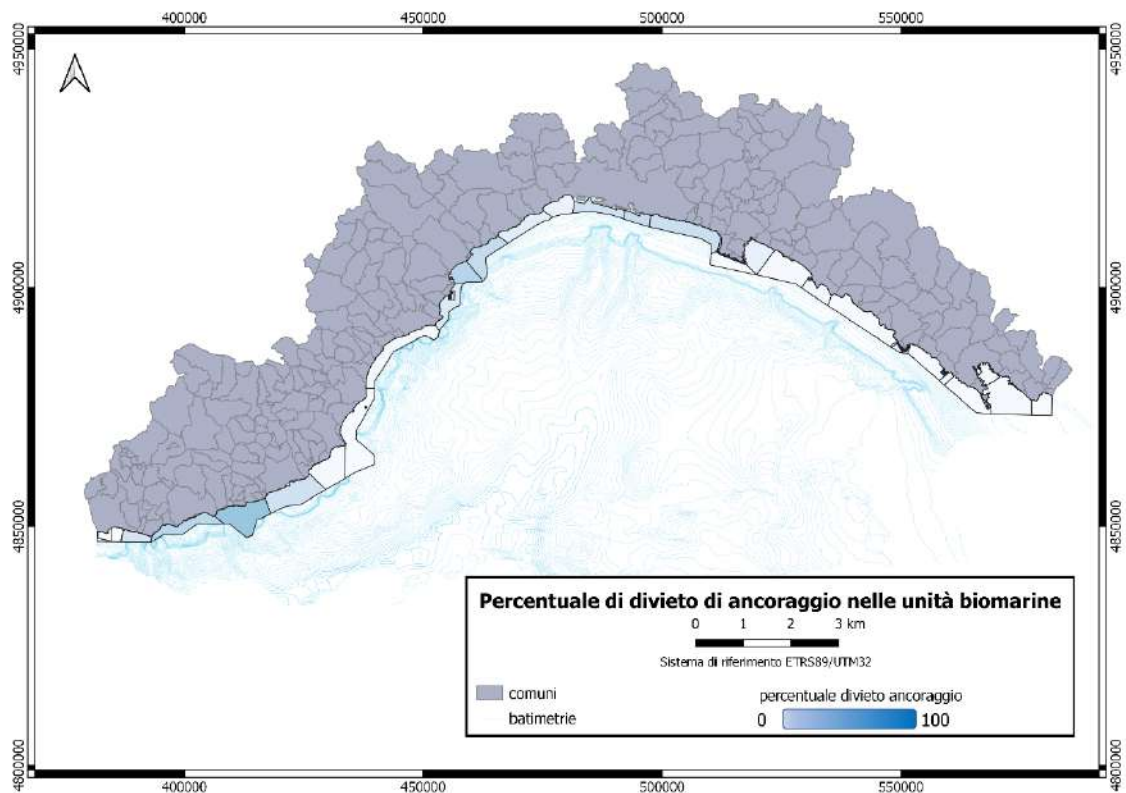 400000 450000 500000 550000
4950000 4950000
4900000 4900000
4850000 4850000
4800000 4800000
Percentuale di divieto di ancoraggio nelle unità biomarine
0 1 2 3 km
Sistema di riferimento ETRS89/UTM32
comuni
batimetrie
percentuale divieto ancoraggio
0 100
400000 450000 500000 550000